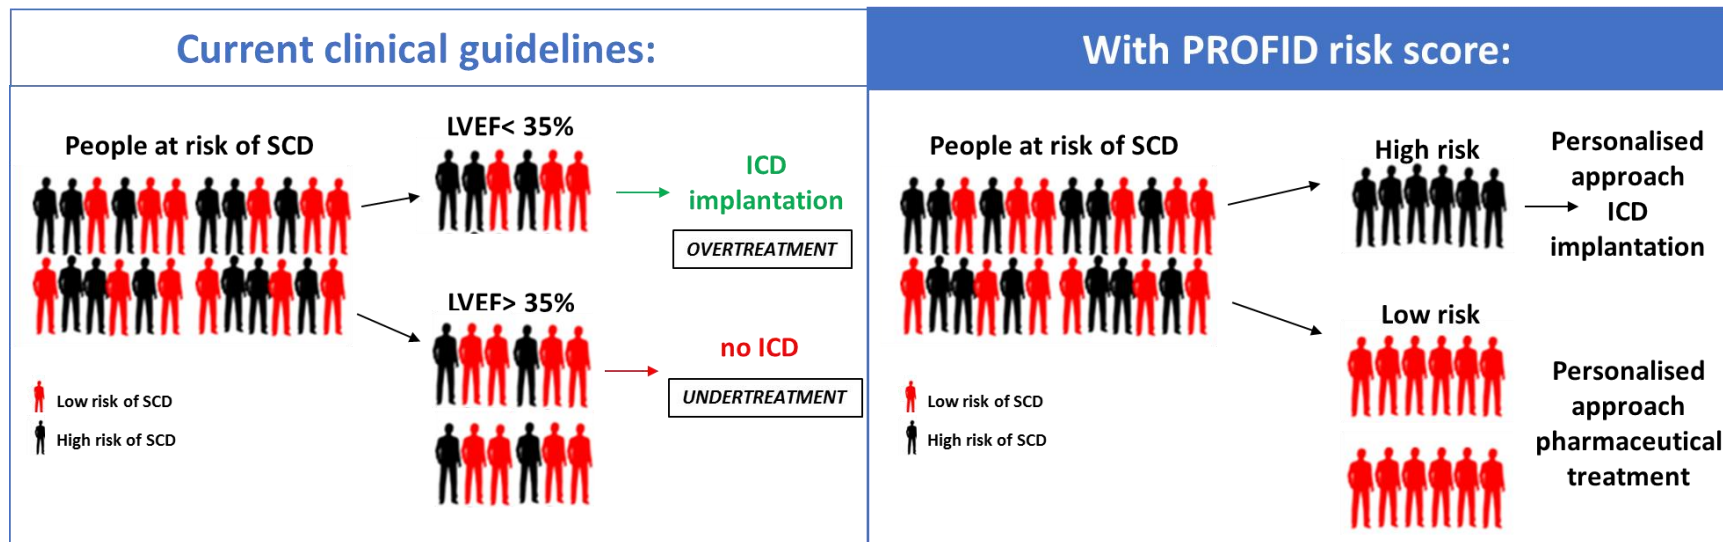 Current clinical guidelines:
People at risk of SCD
LVEF< 35%
ICD
implantation
OVERTREATMENT
LVEF> 35%
no ICD
UNDERTREATMENT
Low risk of SCD
High risk of SCD
With PROFID risk score:
People at risk of SCD
High risk
Personalised
approach
ICD
implantation
Low risk
Personalised
approach
pharmaceutical
treatment
Low risk of SCD
High risk of SCD